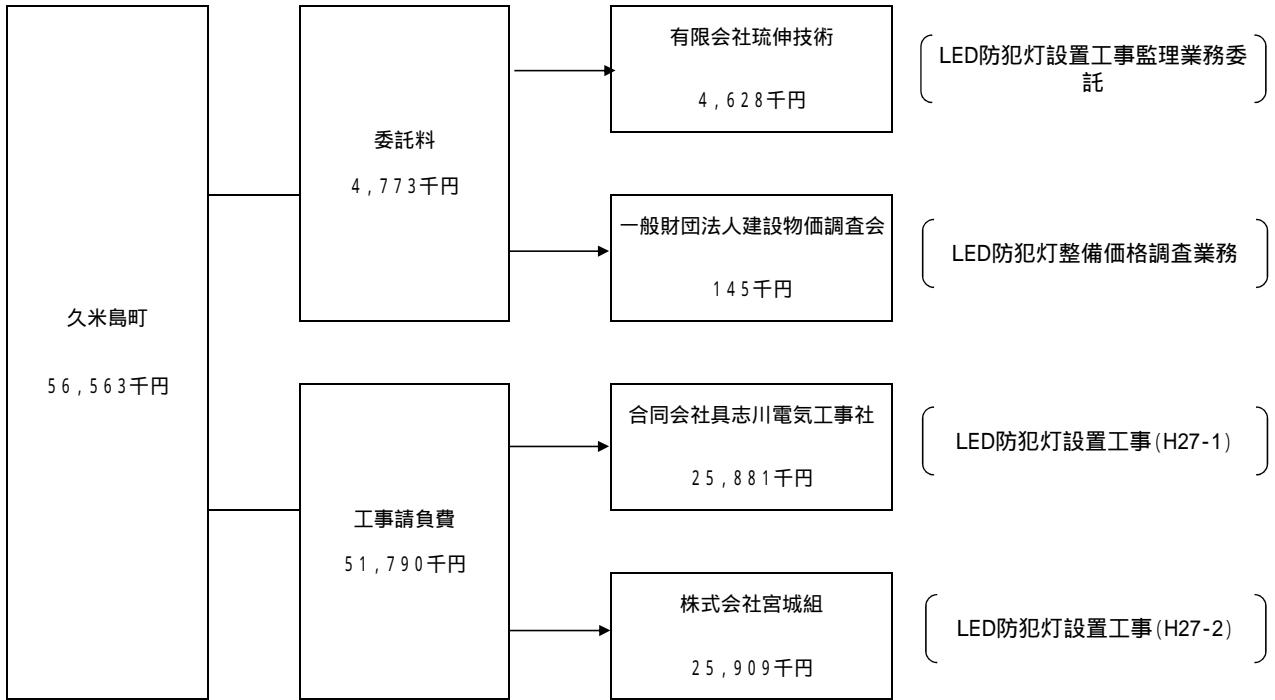 久米島町
56,563千円
委託料
4,773千円
有限会社琉伸技術
4,628千円
LED防犯灯設置工事監理業務委
託
一般財団法人建設物価調査会
145千円
LED防犯灯整備価格調査業務
工事請負費
51,790千円
合同会社具志川電気工事社
25,881千円
LED防犯灯設置工事(H27-1)
株式会社宮城組
25,909千円
LED防犯灯設置工事(H27-2)